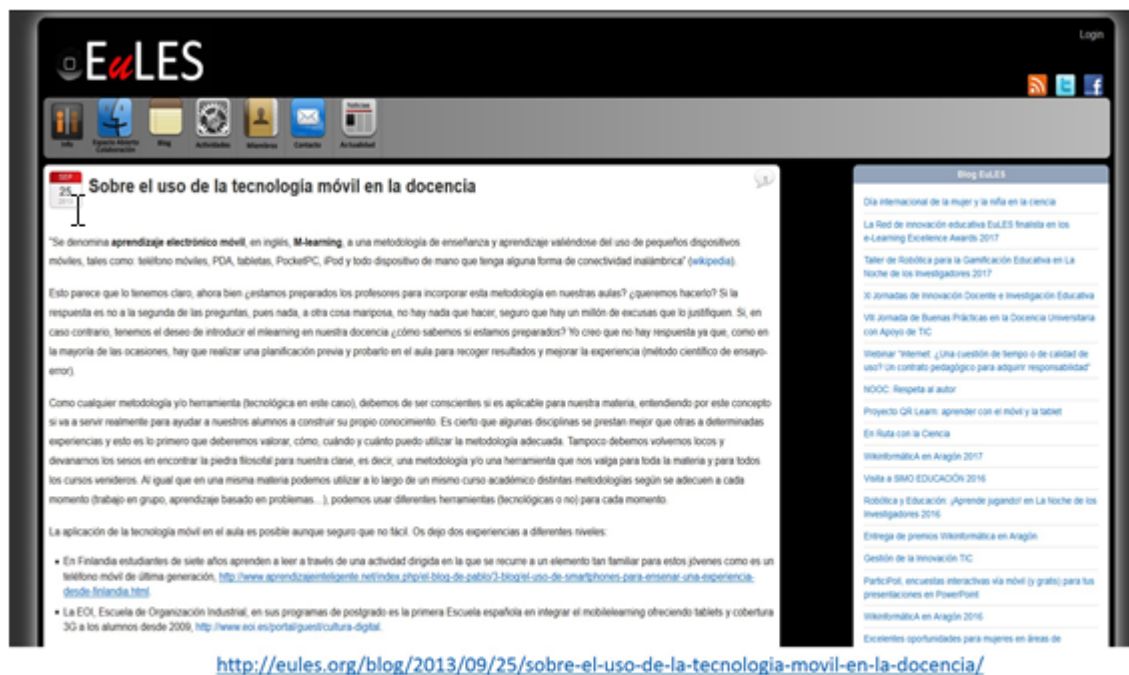 Login
EuLES
Info
Espacio Abierto
Colaboración
Blog
Actividades
Miembros
Contacto
Noticias
Actualidad
SEP
25
2013
Sobre el uso de la tecnología móvil en la docencia
"Se denomina aprendizaje electrónico móvil, en inglés, M-learning, a una metodología de enseñanza y aprendizaje valiéndose del uso de pequeños dispositivos
móviles, tales como: teléfono móviles, PDA, tabletas, PocketPC, iPod y todo dispositivo de mano que tenga alguna forma de conectividad inalámbrica" (wikipedia).
Esto parece que lo tenemos claro, ahora bien ¿estamos preparados los profesores para incorporar esta metodología en nuestras aulas? ¿queremos hacerlo? Si la
respuesta es no a la segunda de las preguntas, pues nada, a otra cosa mariposa, no hay nada que hacer, seguro que hay un millón de excusas que lo justifiquen. Si, en
caso contrario, tenemos el deseo de introducir el mlearning en nuestra docencia ¿cómo sabemos si estamos preparados? Yo creo que no hay respuesta ya que, como en
la mayoría de las ocasiones, hay que realizar una planificación previa y probarlo en el aula para recoger resultados y mejorar la experiencia (método científico de ensayo-
error).
Como cualquier metodología y/o herramienta (tecnológica en este caso), debemos de ser conscientes si es aplicable para nuestra materia, entendiendo por este concepto
si va a servir realmente para ayudar a nuestros alumnos a construir su propio conocimiento. Es cierto que algunas disciplinas se prestan mejor que otras a determinadas
experiencias y esto es lo primero que deberemos valorar, cómo, cuándo y cuánto puedo utilizar la metodología adecuada. Tampoco debemos volvernos locos y
devanarnos los sesos en encontrar la piedra filosofal para nuestra clase, es decir, una metodología y/o una herramienta que nos valga para toda la materia y para todos
los cursos venideros. Al igual que en una misma materia podemos utilizar a lo largo de un mismo curso académico distintas metodologías según se adecuen a cada
momento (trabajo en grupo, aprendizaje basado en problemas...), podemos usar diferentes herramientas (tecnológicas o no) para cada momento.
La aplicación de la tecnología móvil en el aula es posible aunque seguro que no fácil. Os dejo dos experiencias a diferentes niveles:
• En Finlandia estudiantes de siete años aprenden a leer a través de una actividad dirigida en la que se recurre a un elemento tan familiar para estos jóvenes como es un
teléfono móvil de última generación, http://www.aprendizajeinteligente.net/index.php/el-blog-de-pablo/3-blog/el-uso-de-smartphones-para-ensenar-una-experiencia-
desde-finlandia.html.
• La EOI, Escuela de Organización Industrial, en sus programas de postgrado es la primera Escuela española en integrar el mobilelearning ofreciendo tablets y cobertura
3G a los alumnos desde 2009, http://www.eoi.es/portal/guest/cultura-digital.
Blog EuLES
Día internacional de la mujer y la niña en la ciencia
La Red de innovación educativa EuLES finalista en los
e-Learning Excellence Awards 2017
Taller de Robótica para la Gamificación Educativa en La
Noche de los Investigadores 2017
XI Jornadas de Innovación Docente e Investigación Educativa
VIII Jornada de Buenas Prácticas en la Docencia Universitaria
con Apoyo de TIC
Webinar "Internet ¿Una cuestión de tiempo o de calidad de
uso? Un contrato pedagógico para adquirir responsabilidad"
NOOC: Respeta al autor
Proyecto QR Learn: aprender con el móvil y la tablet
En Ruta con la Ciencia
WikinformáticA en Aragón 2017
Visita a SIMO EDUCACIÓN 2016
Robótica y Educación: ¡Aprende jugando! en La Noche de los
Investigadores 2016
Entrega de premios Wikinformática en Aragón
Gestión de la Innovación TIC
ParticiPoll, encuestas interactivas vía móvil (y gratis) para tus
presentaciones en PowerPoint
WikinformáticA en Aragón 2016
Excelentes oportunidades para mujeres en áreas de
http://eules.org/blog/2013/09/25/sobre-el-uso-de-la-tecnologia-movil-en-la-docencia/